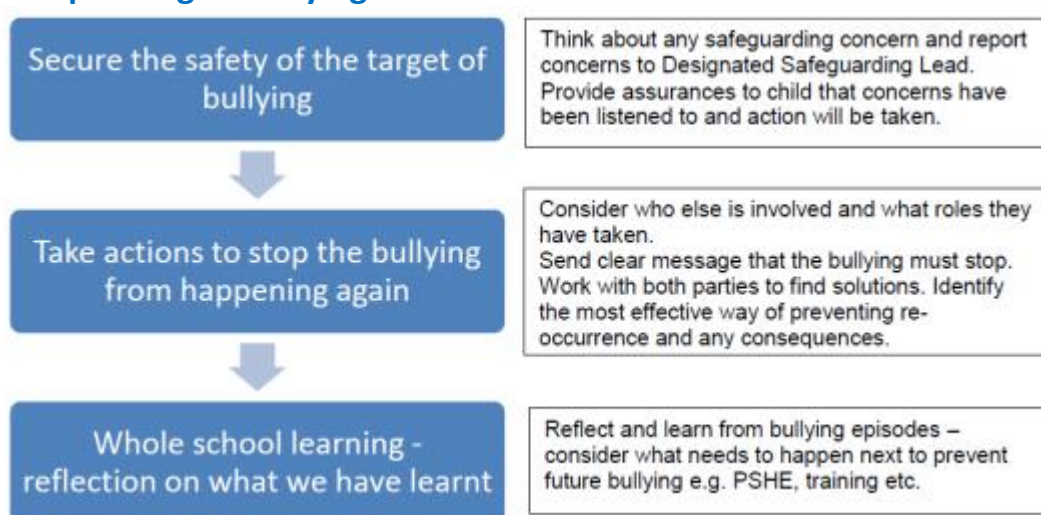 Secure the safety of the target of
bullying
Think about any safeguarding concern and report
concerns to Designated Safeguarding Lead.
Provide assurances to child that concerns have
been listened to and action will be taken.
Take actions to stop the bullying
from happening again
Consider who else is involved and what roles they
have taken.
Send clear message that the bullying must stop.
Work with both parties to find solutions. Identify
the most effective way of preventing re-
occurrence and any consequences.
Whole school learning -
reflection on what we have learnt
Reflect and learn from bullying episodes –
consider what needs to happen next to prevent
future bullying e.g. PSHE, training etc.